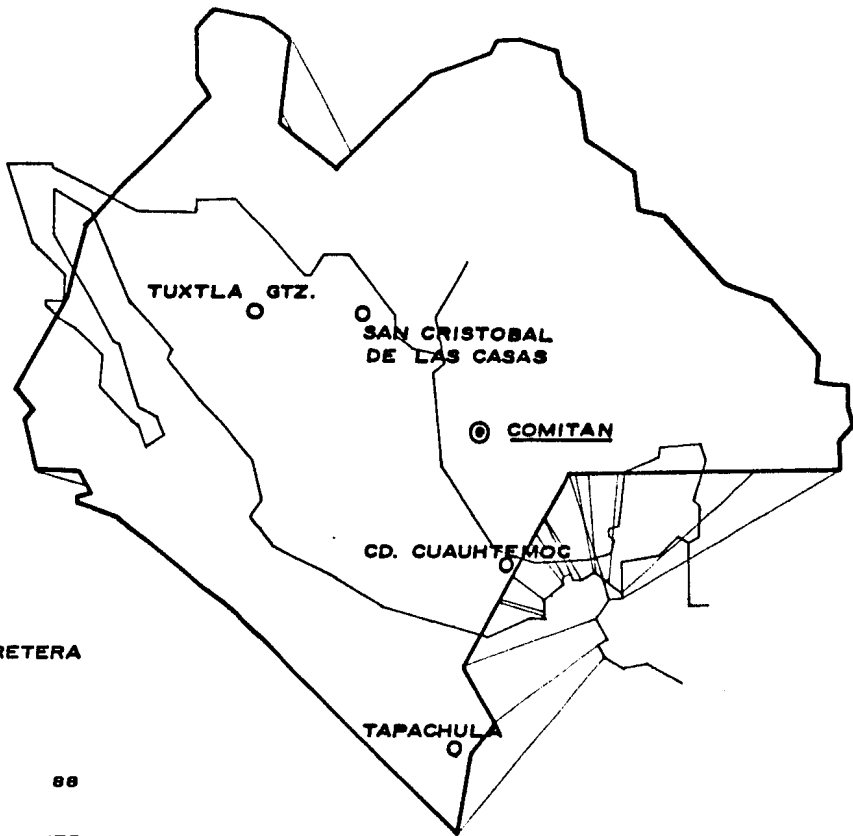 TUXTLA GTZ.
SAN CRISTOBAL
DE LAS CASAS
COMITAN
CD. CUAUHTEMOC
RETERA
TAPACHULA
88